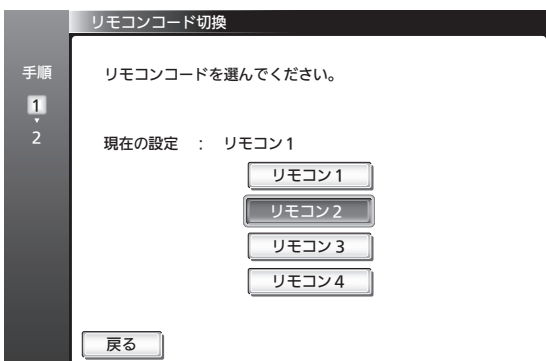 リモコンコード切換
手順
1
2
リモコンコードを選んでください。
現在の設定 : リモコン1
リモコン1
リモコン2
リモコン3
リモコン4
戻る